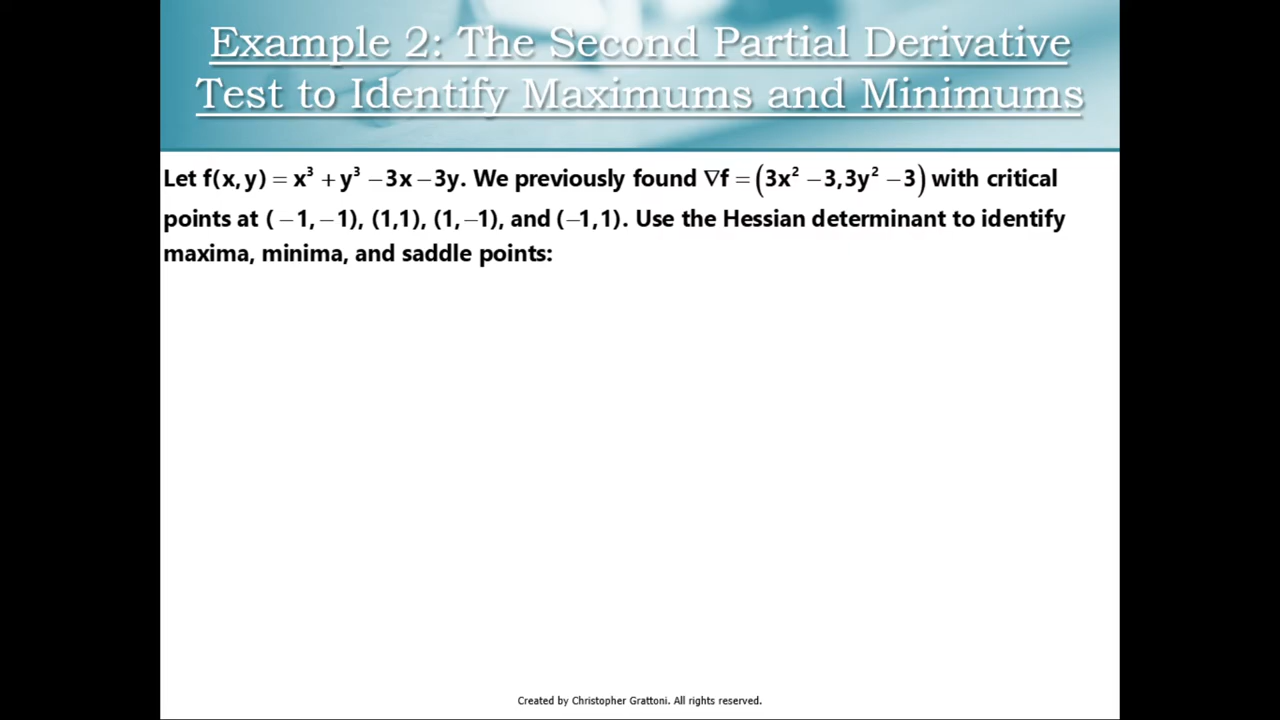 Example 2: The Second Partial Derivative
Test to Identify Maximums and Minimums
Let f(x, y) = x³ + y³ − 3x − 3y. We previously found ∇f = (3x² − 3, 3y² − 3) with critical
points at (−1, −1), (1,1), (1, −1), and (−1, 1). Use the Hessian determinant to identify
maxima, minima, and saddle points:
Created by Christopher Grattoni. All rights reserved.